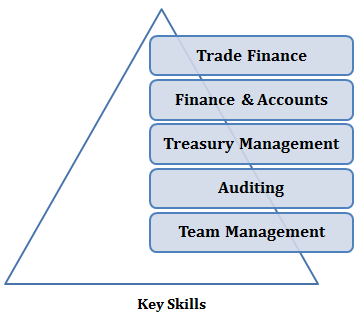 Trade Finance
Finance & Accounts
Treasury Management
Auditing
Team Management
Key Skills